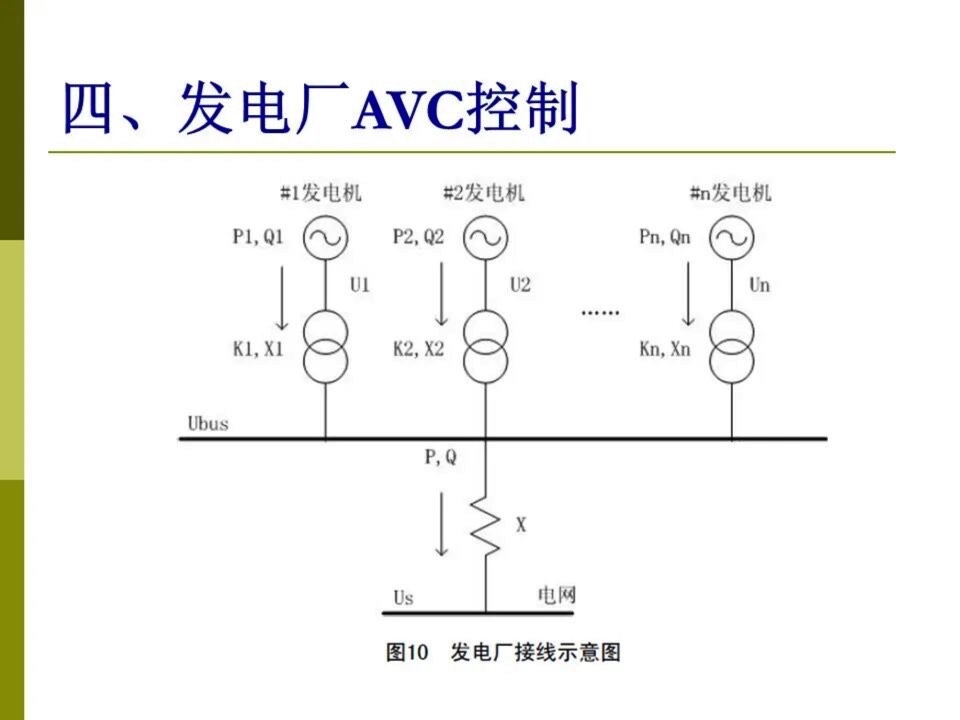 四、发电厂AVC控制
#1发电机 #2发电机 #n发电机
P1,Q1 P2,Q2 Pn,Qn
U1 U2 Un
......
K1,X1 K2,X2 Kn,Xn
Ubus
P,Q
X
Us 电网
图10 发电厂接线示意图